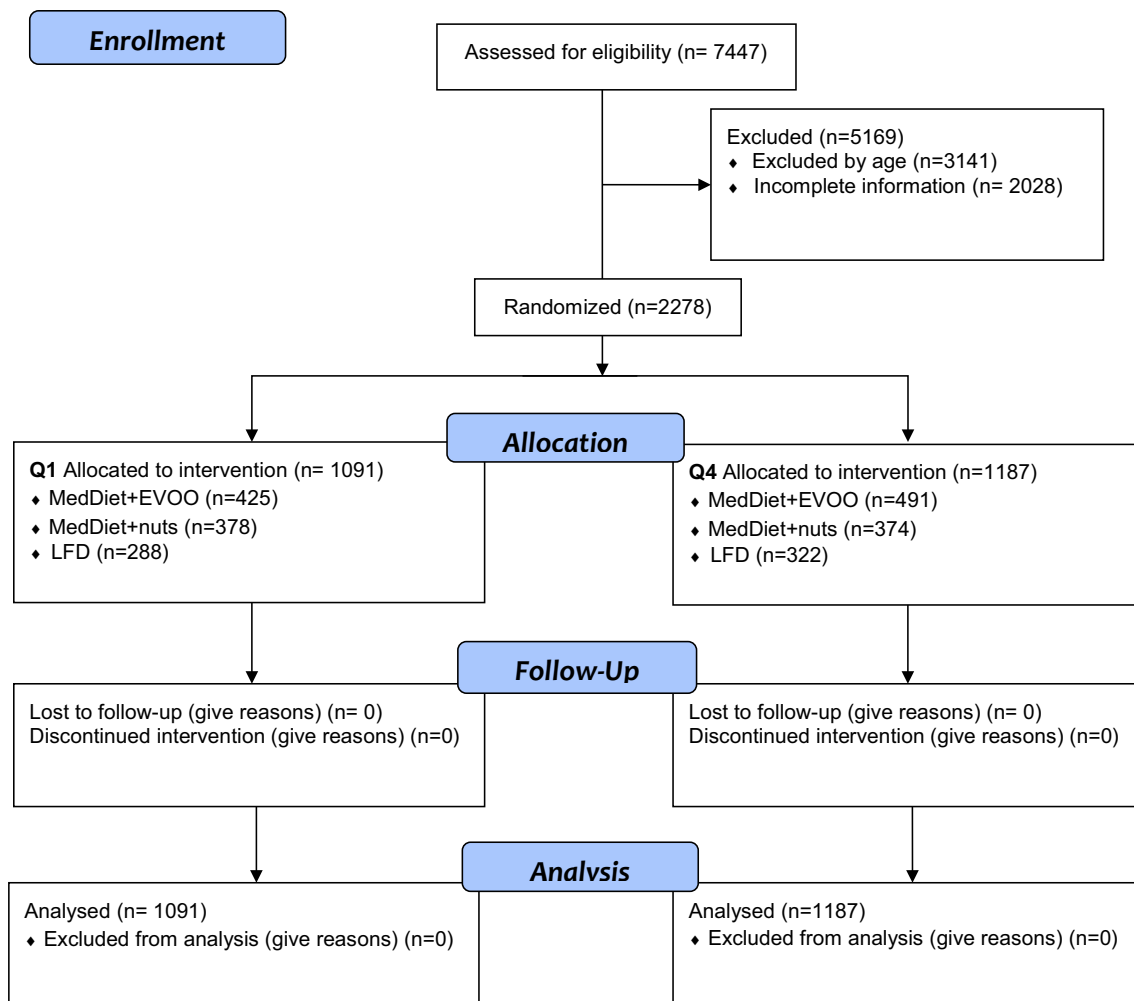 Enrollment
Assessed for eligibility (n= 7447)
Excluded (n=5169)
♦ Excluded by age (n=3141)
♦ Incomplete information (n= 2028)
Randomized (n=2278)
Allocation
Q1 Allocated to intervention (n= 1091)
♦ MedDiet+EVOO (n=425)
♦ MedDiet+nuts (n=378)
♦ LFD (n=288)
Q4 Allocated to intervention (n=1187)
♦ MedDiet+EVOO (n=491)
♦ MedDiet+nuts (n=374)
♦ LFD (n=322)
Follow-Up
Lost to follow-up (give reasons) (n= 0)
Discontinued intervention (give reasons) (n=0)
Lost to follow-up (give reasons) (n= 0)
Discontinued intervention (give reasons) (n=0)
Analysis
Analysed (n= 1091)
♦ Excluded from analysis (give reasons) (n=0)
Analysed (n=1187)
♦ Excluded from analysis (give reasons) (n=0)